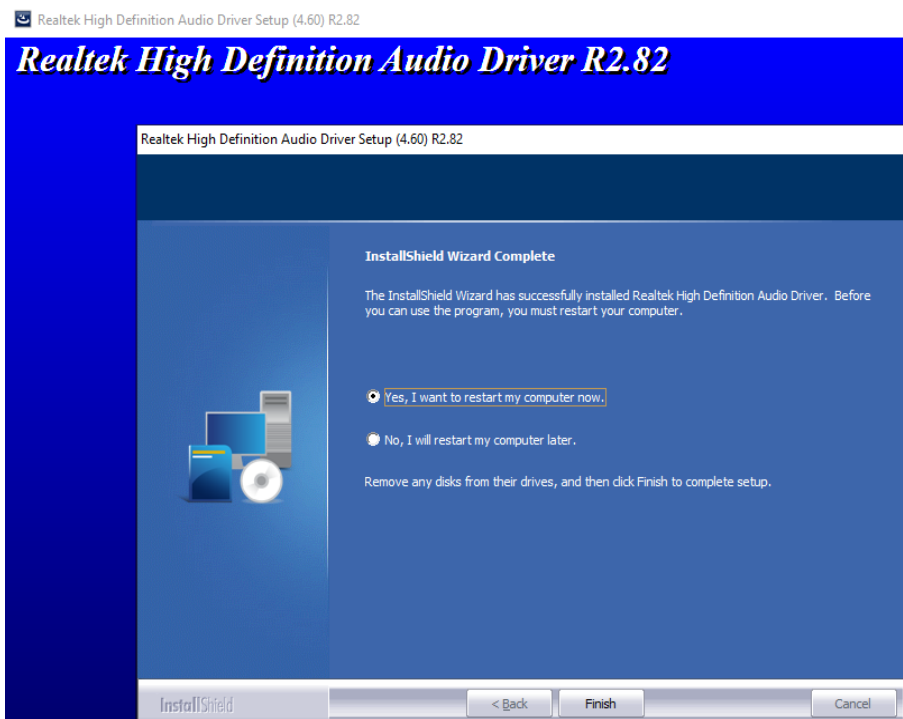 Realtek High Definition Audio Driver Setup (4.60) R2.82
Realtek High Definition Audio Driver R2.82
Realtek High Definition Audio Driver Setup (4.60) R2.82
InstallShield Wizard Complete
The InstallShield Wizard has successfully installed Realtek High Definition Audio Driver. Before
you can use the program, you must restart your computer.
Yes, I want to restart my computer now.
No, I will restart my computer later.
Remove any disks from their drives, and then click Finish to complete setup.
InstallShield
< Back
Finish
Cancel